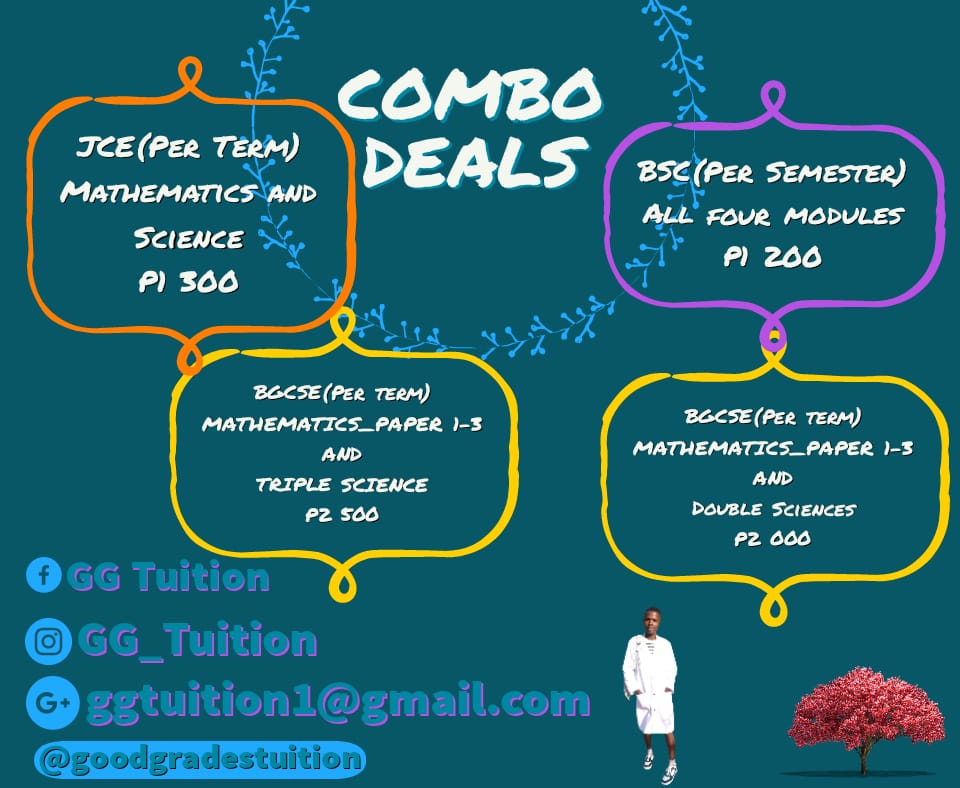 COMBO
DEALS
JCE(Per Term)
Mathematics and
Science
P1 300
BSC(Per Semester)
All four modules
P1 200
BGCSE(Per term)
MATHEMATICS_PAPER 1-3
AND
TRIPLE SCIENCE
P2 500
BGCSE(Per term)
MATHEMATICS_PAPER 1-3
AND
Double Sciences
P2 000
GG Tuition
GG_Tuition
G+ ggtuition1@gmail.com
@goodgradestuition